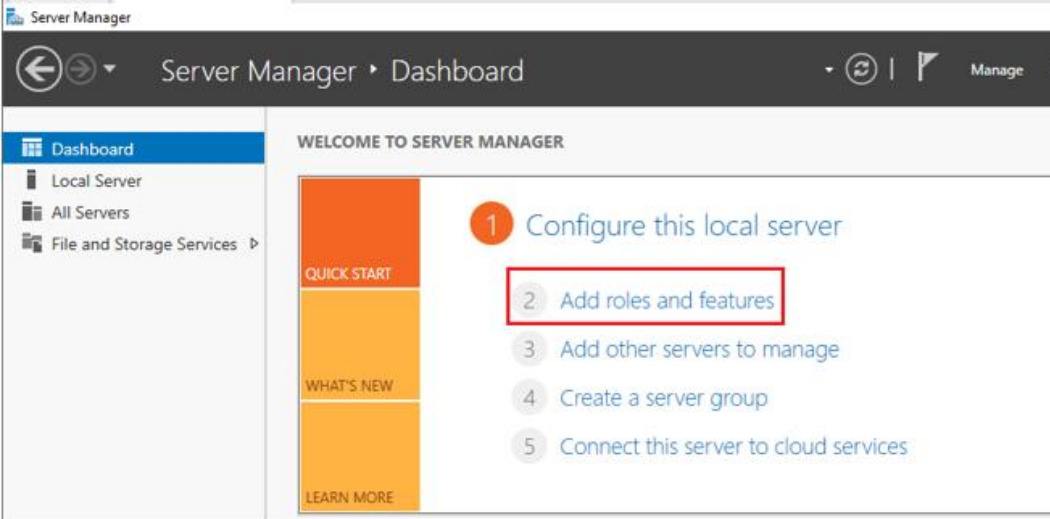 Server Manager
Server Manager • Dashboard
Manage
Dashboard
Local Server
All Servers
File and Storage Services
WELCOME TO SERVER MANAGER
QUICK START
WHAT'S NEW
LEARN MORE
1 Configure this local server
2 Add roles and features
3 Add other servers to manage
4 Create a server group
5 Connect this server to cloud services